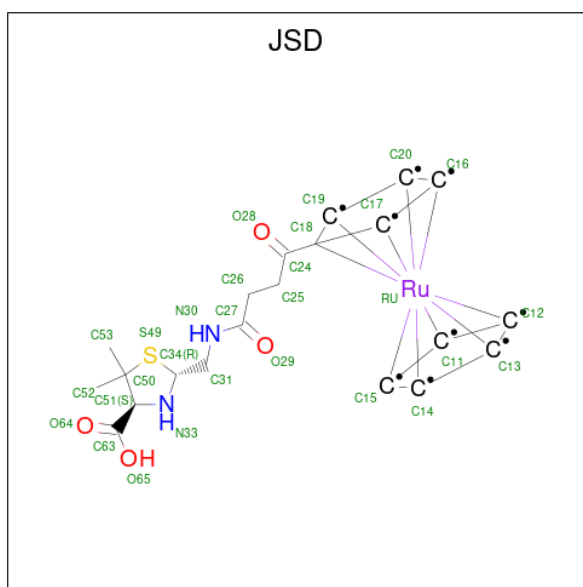 JSD
C20
C•
C16
C•
C19
C•
C17
C•
O28
O
C18
C24
C26
C25
Ru
RU
N30
C27
NH
C12
C•
C53
S49
S
C34(R)
O
O29
C•
C11
C•
C13
C31
C52
C50
C51(S)
N
H
N33
C15
C•
C•
C14
O64
O
C63
OH
O65